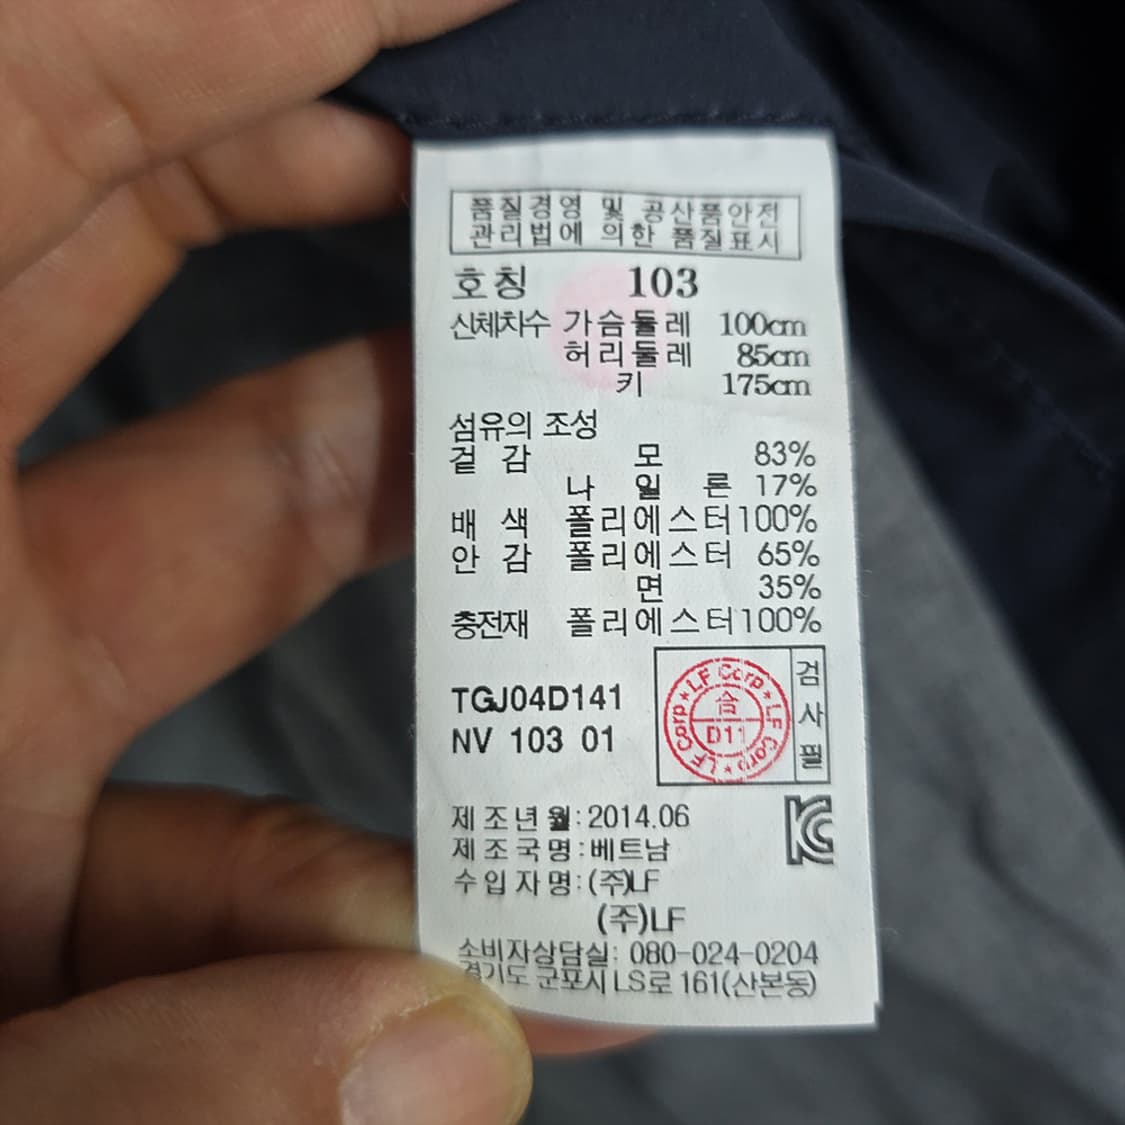 품질경영 및 공산품안전
관리법에 의한 품질표시
호칭 103
신체치수 가슴둘레 100cm
허리둘레 85cm
키 175cm
섬유의 조성
겉감 모 83%
나일론 17%
배색 폴리에스터 100%
안감 폴리에스터 65%
면 35%
충전재 폴리에스터 100%
TGJ04D141
NV 103 01
LF Corp ★ LF Corp ★ LF Corp ★
合
D11
검사필
제조년월: 2014.06
제조국명: 베트남
수입자명: (주)LF
(주)LF
소비자상담실: 080-024-0204
경기도 군포시 LS로 161(산본동)
KC